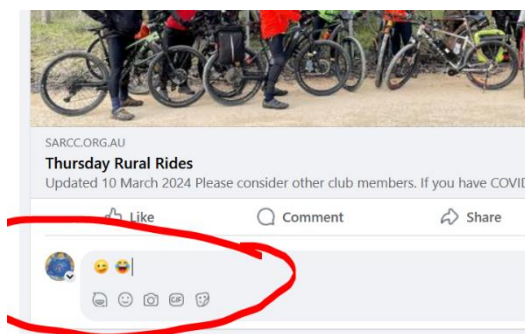 SARCC.ORG.AU
Thursday Rural Rides
Updated 10 March 2024 Please consider other club members. If you have COVID
Like Comment Share
😉 😂
GIF